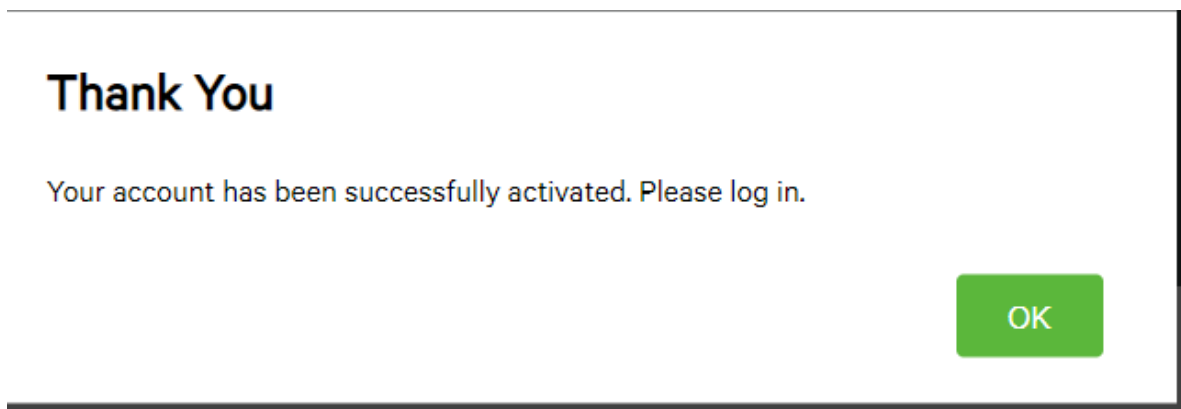 Thank You
Your account has been successfully activated. Please log in.
OK